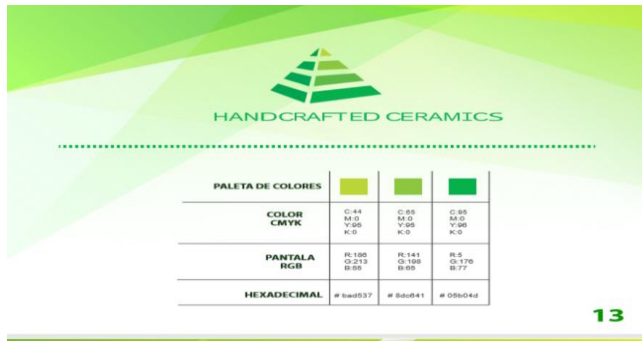 HANDCRAFTED CERAMICS
PALETA DE COLORES
COLOR CMYK
C:44 M:0 Y:95 K:0
C:55 M:0 Y:95 K:0
C:85 M:0 Y:96 K:0
PANTALA RGB
R:186 G:213 B:55
R:141 G:198 B:65
R:5 G:176 B:77
HEXADECIMAL # bad537 # 8dc641 # 05b04d
13